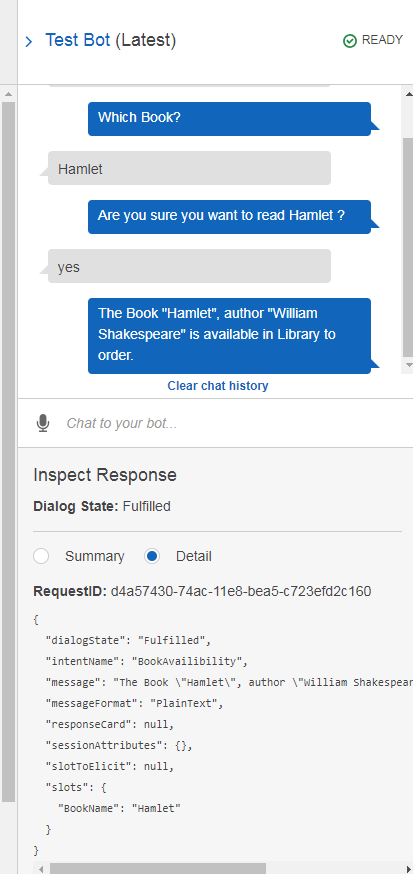 Test Bot (Latest) READY
Which Book?
Hamlet
Are you sure you want to read Hamlet ?
yes
The Book "Hamlet", author "William
Shakespeare" is available in Library to
order.
Clear chat history
Chat to your bot...
Inspect Response
Dialog State: Fulfilled
Summary Detail
RequestID: d4a57430-74ac-11e8-bea5-c723efd2c160
{
"dialogState": "Fulfilled",
"intentName": "BookAvailibility",
"message": "The Book \"Hamlet\", author \"William Shakespear
"messageFormat": "PlainText",
"responseCard": null,
"sessionAttributes": {},
"slotToElicit": null,
"slots": {
"BookName": "Hamlet"
}
}